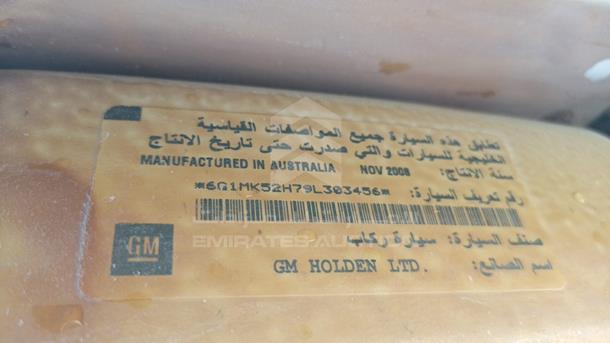 تطابق هذه السيارة جميع المواصفات القياسية
الخليجية للسيارات والتي صدرت حتى تاريخ الانتاج
سنة الانتاج: MANUFACTURED IN AUSTRALIA NOV 2008
رقم تعريف السيارة: *6G1MK52H79L303456*
صنف السيارة: سيارة ركاب
اسم الصانع: GM HOLDEN LTD.
GM
EMIRATES AUCTION